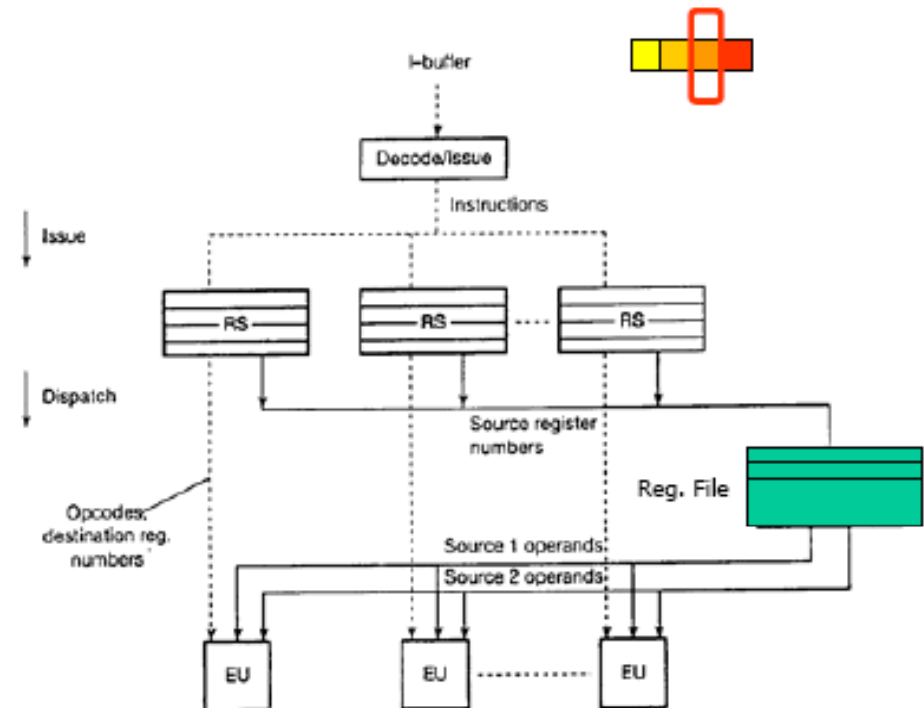 I-buffer
Decode/Issue
Instructions
Issue
RS
RS
RS
Dispatch
Source register
numbers
Reg. File
Opcodes,
destination reg.
numbers
Source 1 operands
Source 2 operands
EU
EU
EU